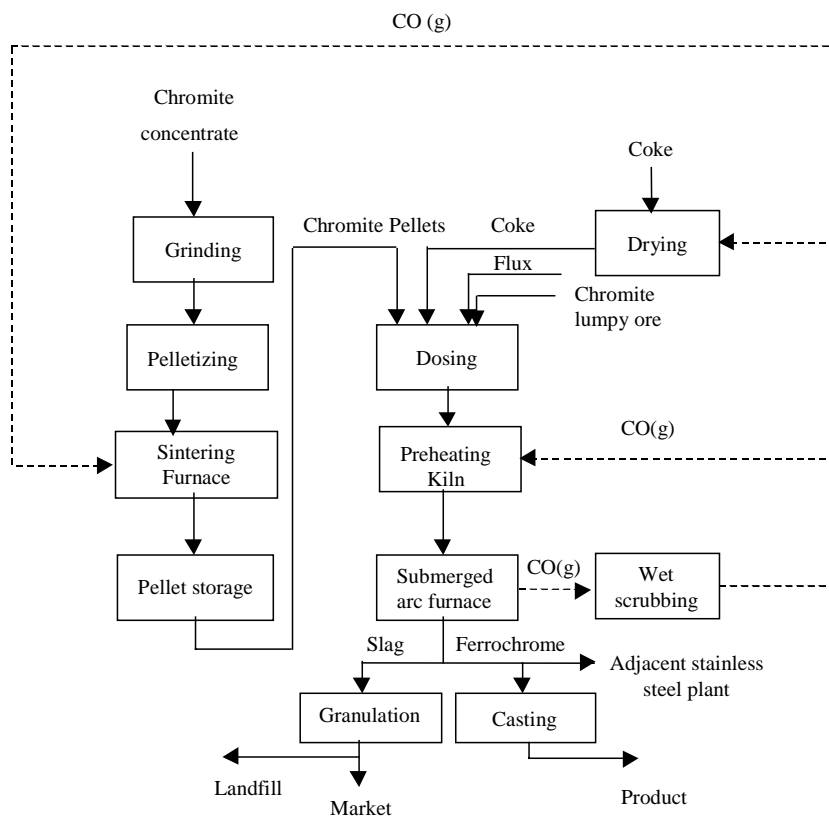 CO (g)
Chromite
concentrate
Coke
Chromite Pellets
Coke
Drying
Grinding
Flux
Chromite
lumpy ore
Pelletizing
Dosing
CO(g)
Sintering
Furnace
Preheating
Kiln
CO(g)
Pellet storage
Submerged
arc furnace
Wet
scrubbing
Slag
Ferrochrome
Adjacent stainless
steel plant
Granulation
Casting
Landfill
Market
Product